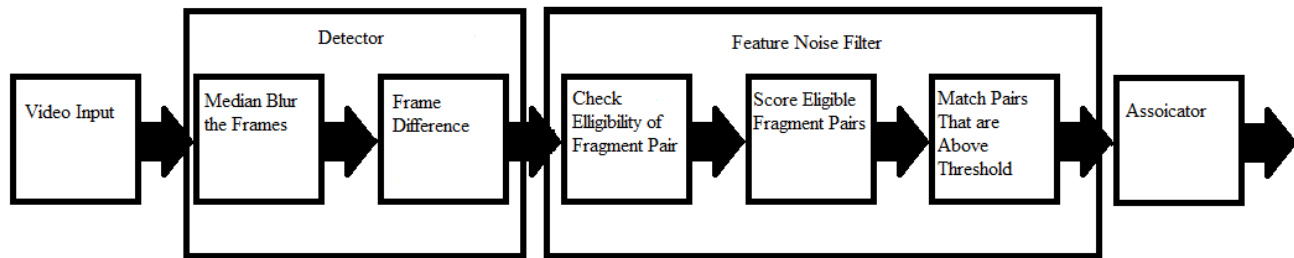 Detector
Feature Noise Filter
Video Input
Median Blur
the Frames
Frame
Difference
Check
Elligibility of
Fragment Pair
Score Eligible
Fragment Pairs
Match Pairs
That are
Above
Threshold
Assoicator